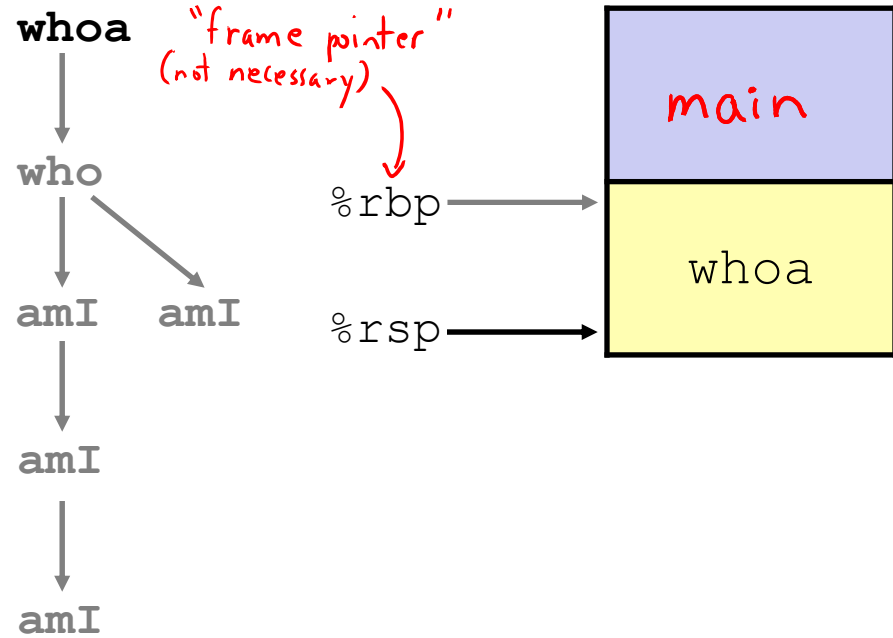 whoa
"frame pointer"
(not necessary)
main
who
%rbp
whoa
amI
amI
%rsp
amI
amI